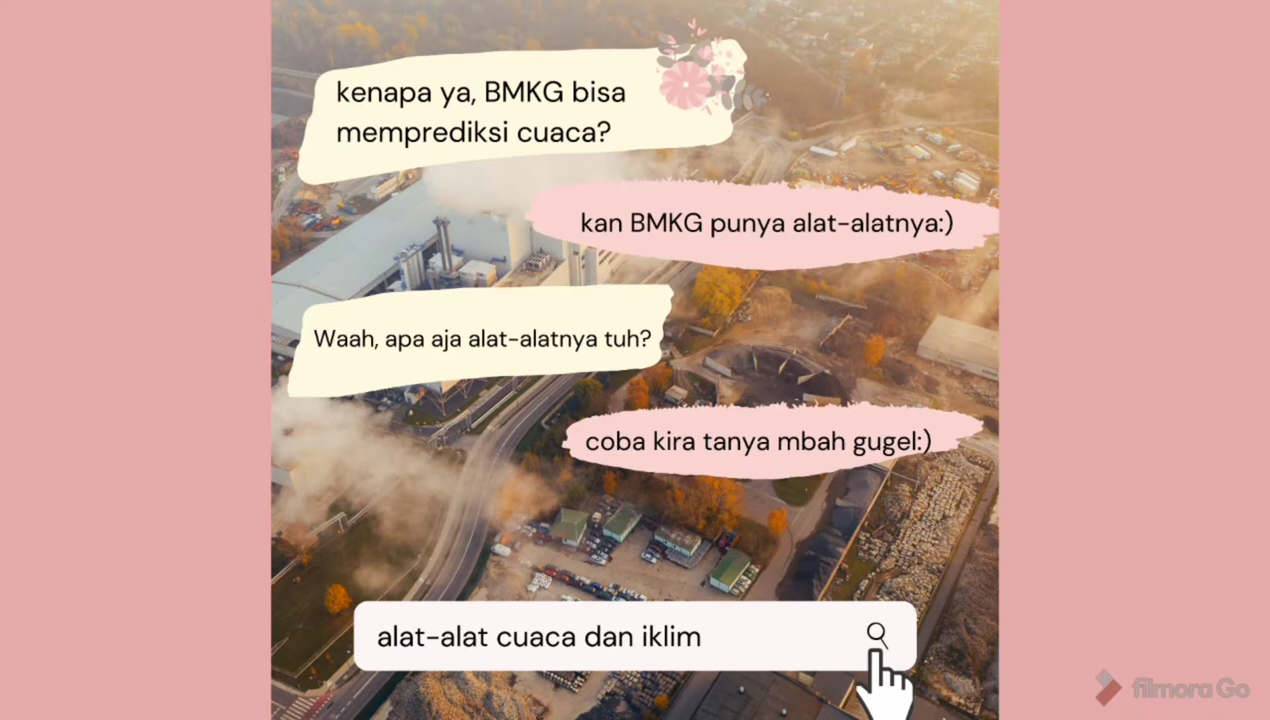 kenapa ya, BMKG bisa
memprediksi cuaca?
kan BMKG punya alat-alatnya:)
Waah, apa aja alat-alatnya tuh?
coba kira tanya mbah gugel:)
alat-alat cuaca dan iklim
filmora Go